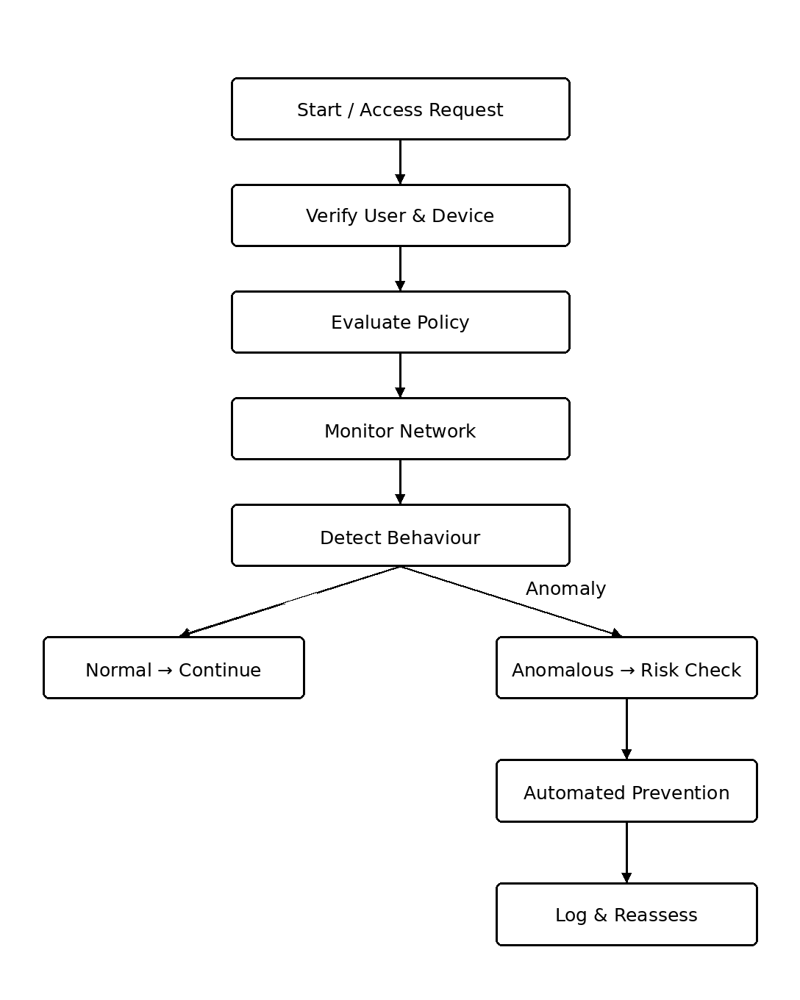 Start / Access Request
Verify User & Device
Evaluate Policy
Monitor Network
Detect Behaviour
Anomaly
Normal → Continue
Anomalous → Risk Check
Automated Prevention
Log & Reassess